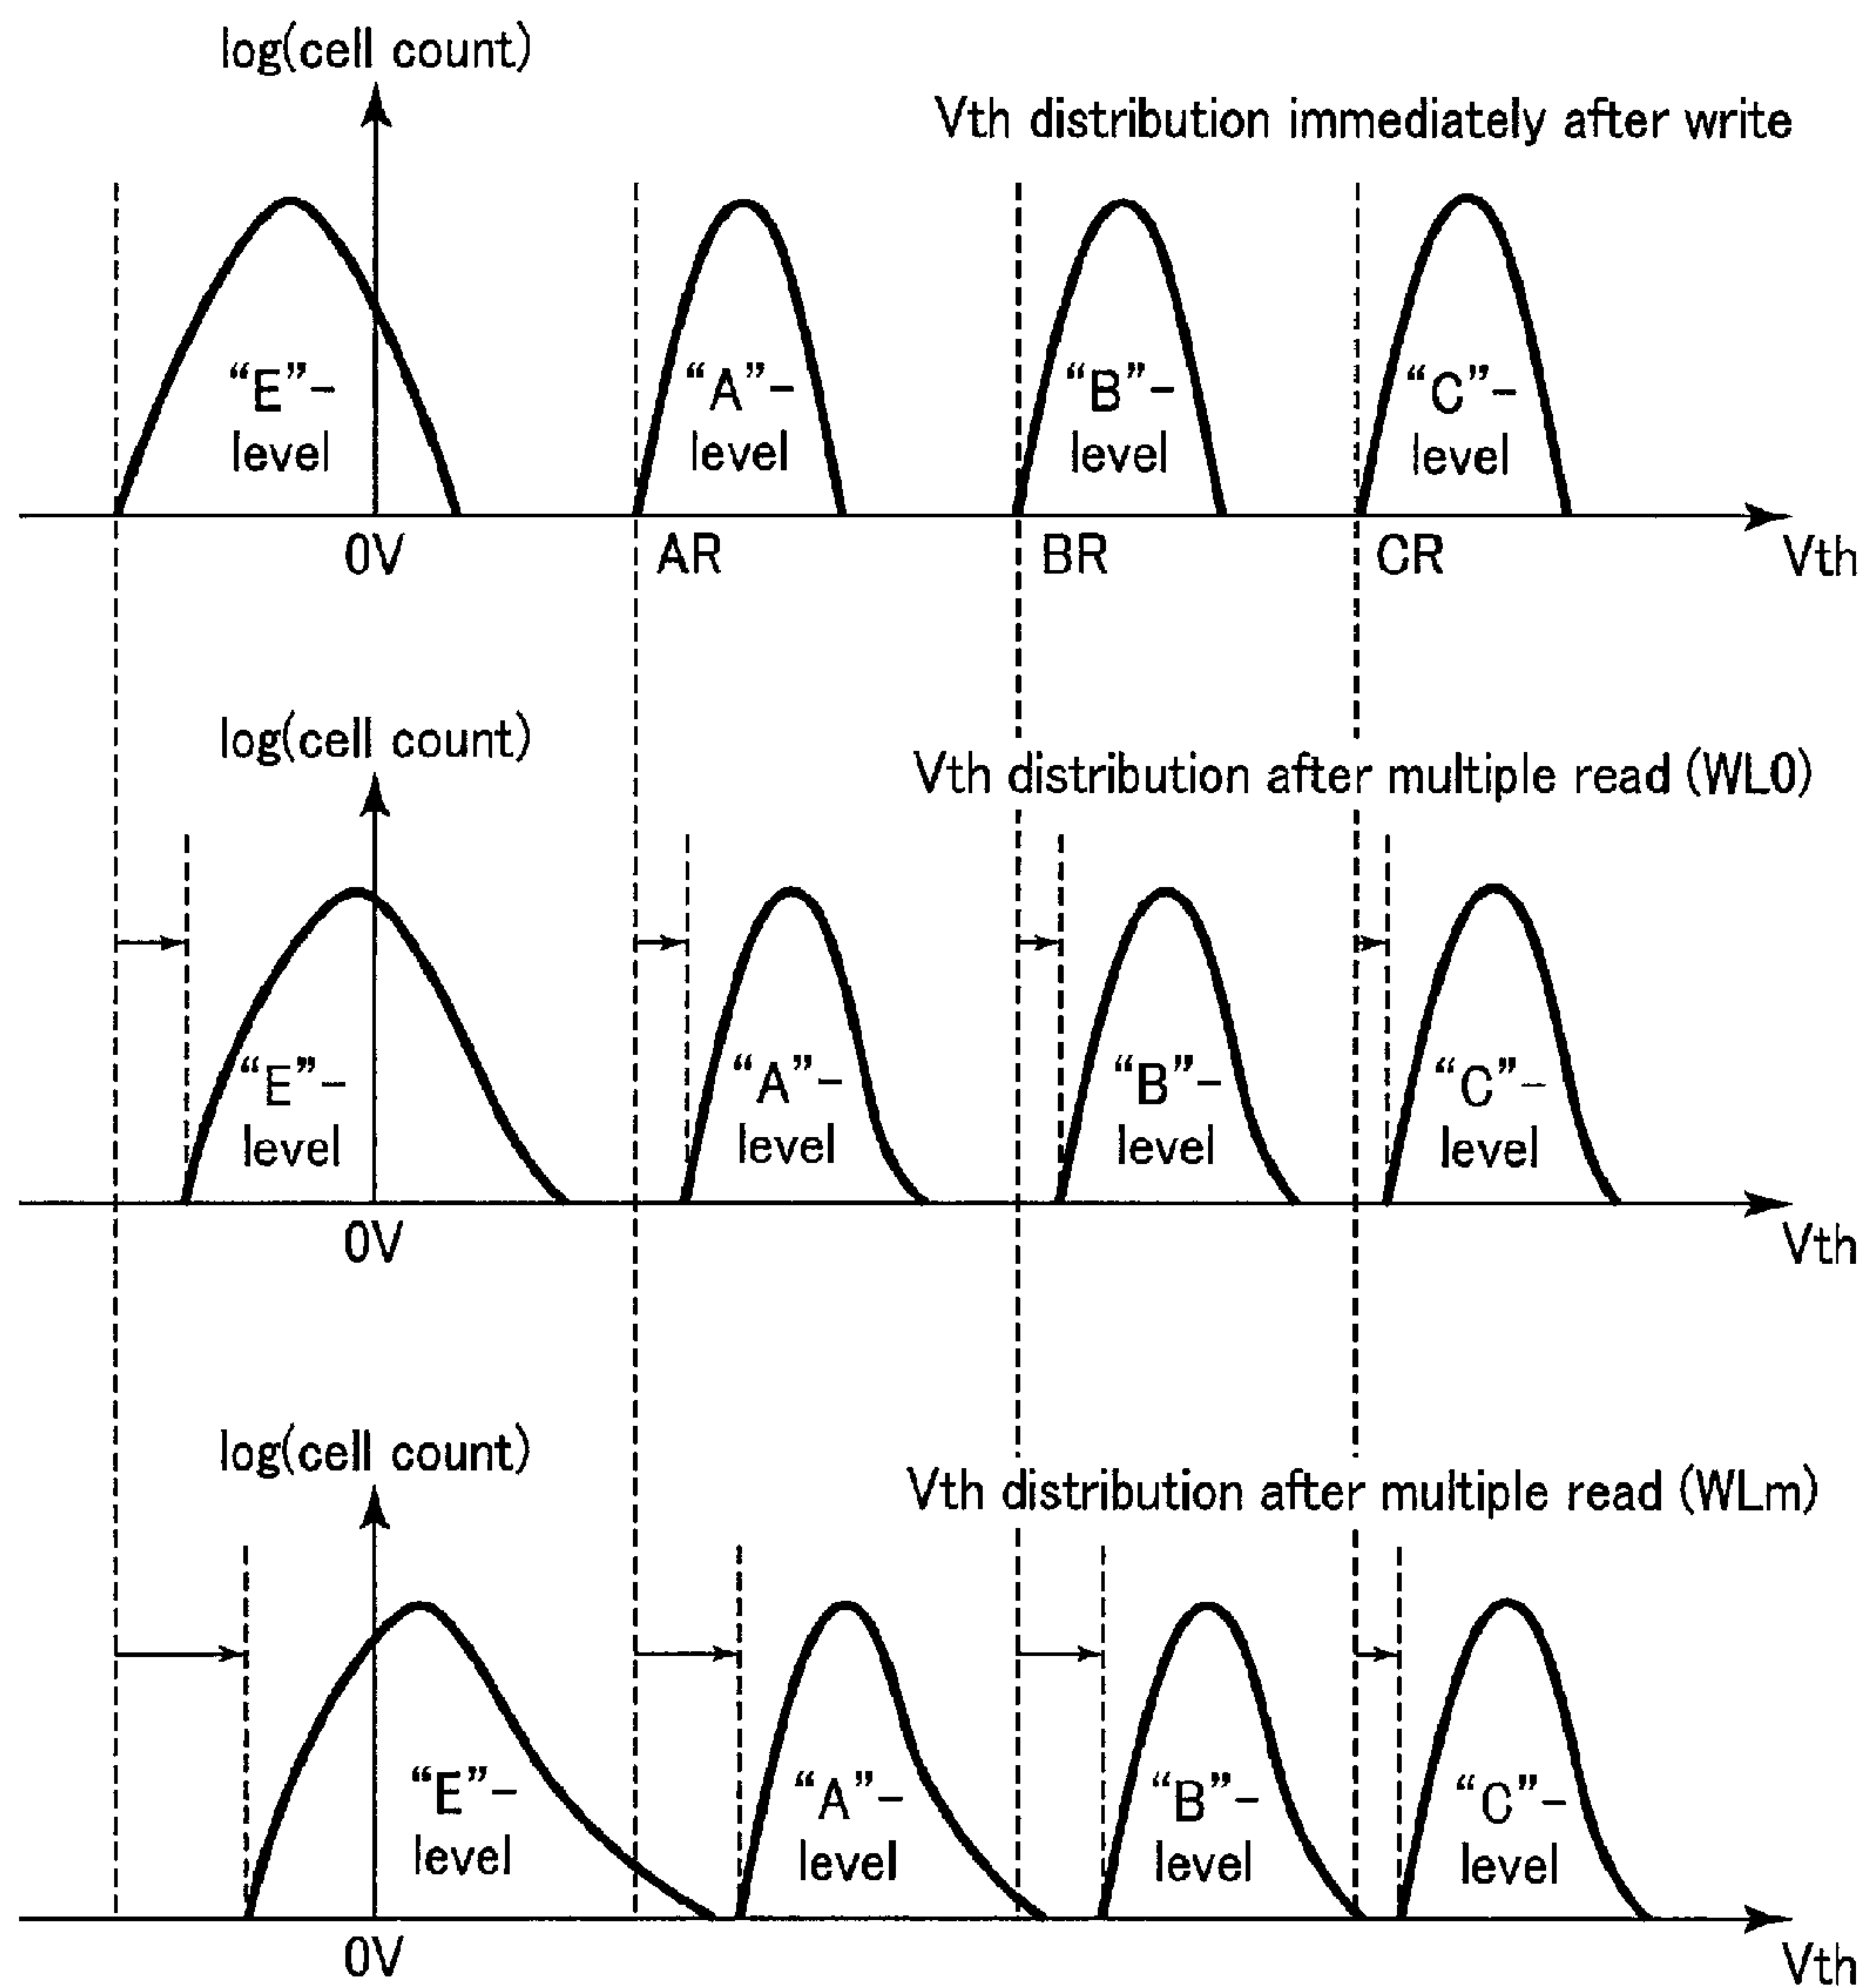 log(cell count)
Vth distribution immediately after write
“E”-
level
“A”-
level
“B”-
level
“C”-
level
0V
AR
BR
CR
Vth
log(cell count)
Vth distribution after multiple read (WL0)
“E”-
level
“A”-
level
“B”-
level
“C”-
level
0V
Vth
log(cell count)
Vth distribution after multiple read (WLm)
“E”-
level
“A”-
level
“B”-
level
“C”-
level
0V
Vth